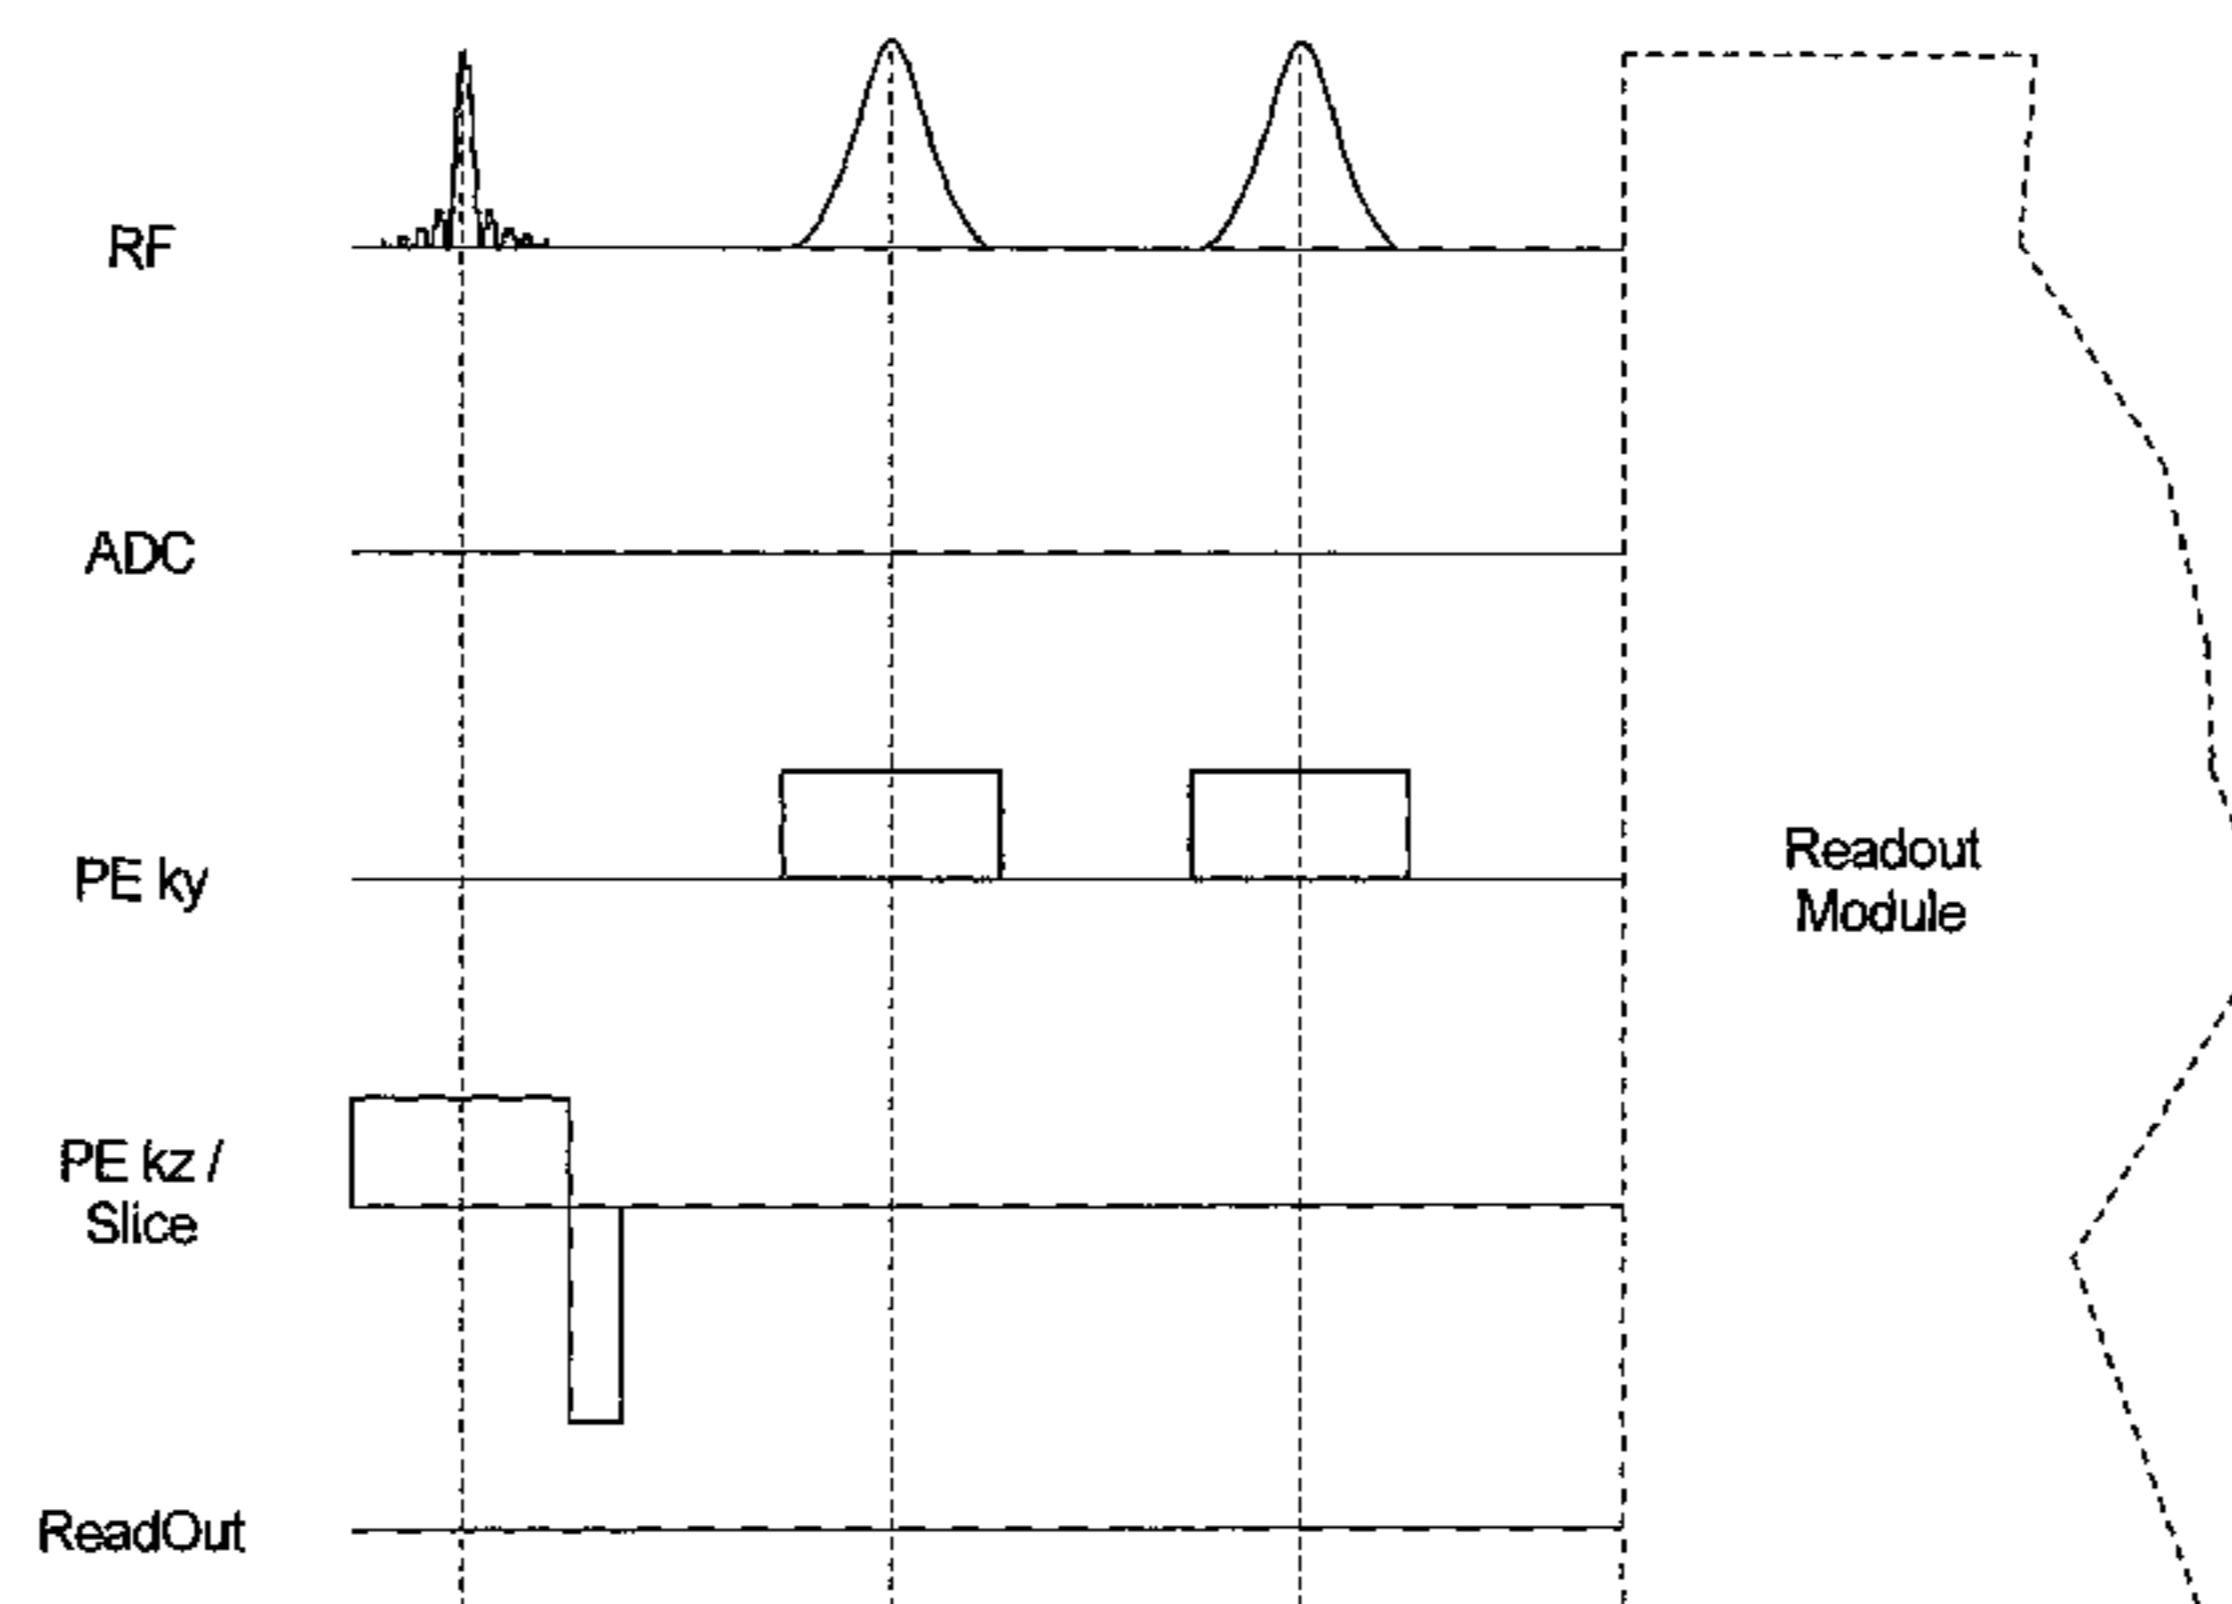 RF
ADC
PE ky
Readout
Module
PE kz /
Slice
ReadOut